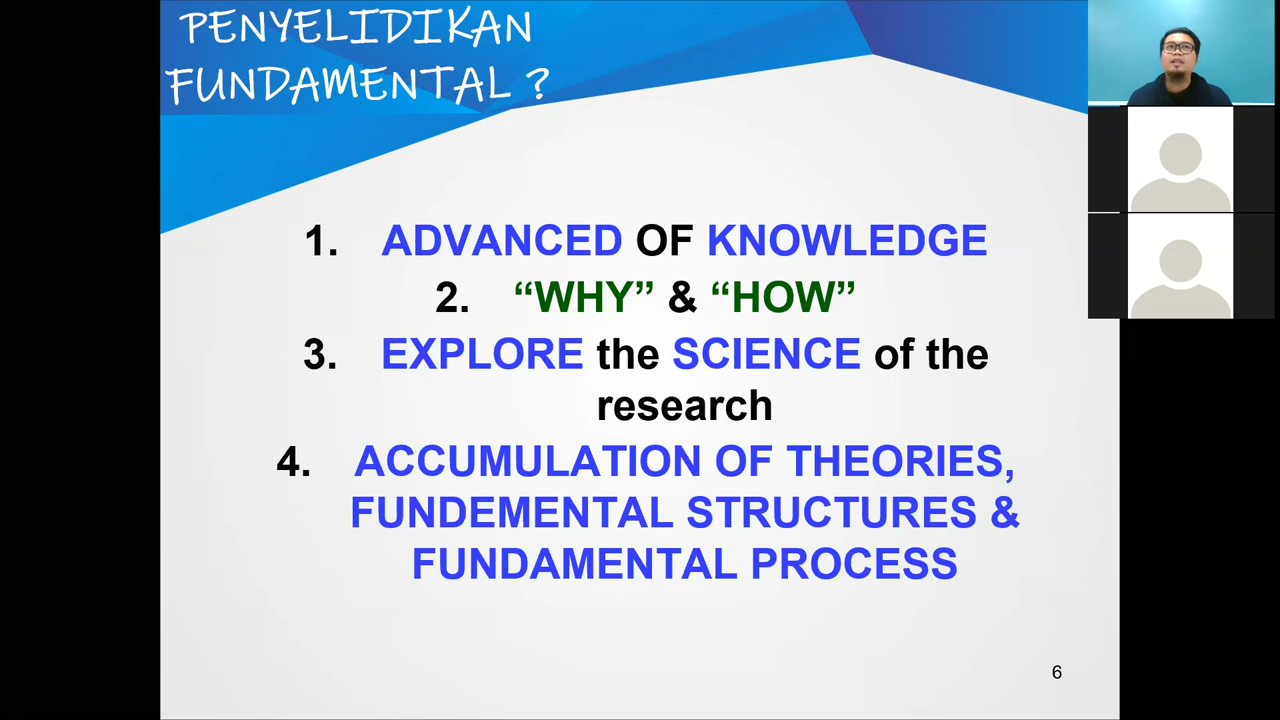 PENYELIDIKAN
FUNDAMENTAL ?
1. ADVANCED OF KNOWLEDGE
2. “WHY” & “HOW”
3. EXPLORE the SCIENCE of the
research
4. ACCUMULATION OF THEORIES,
FUNDEMENTAL STRUCTURES &
FUNDAMENTAL PROCESS
6